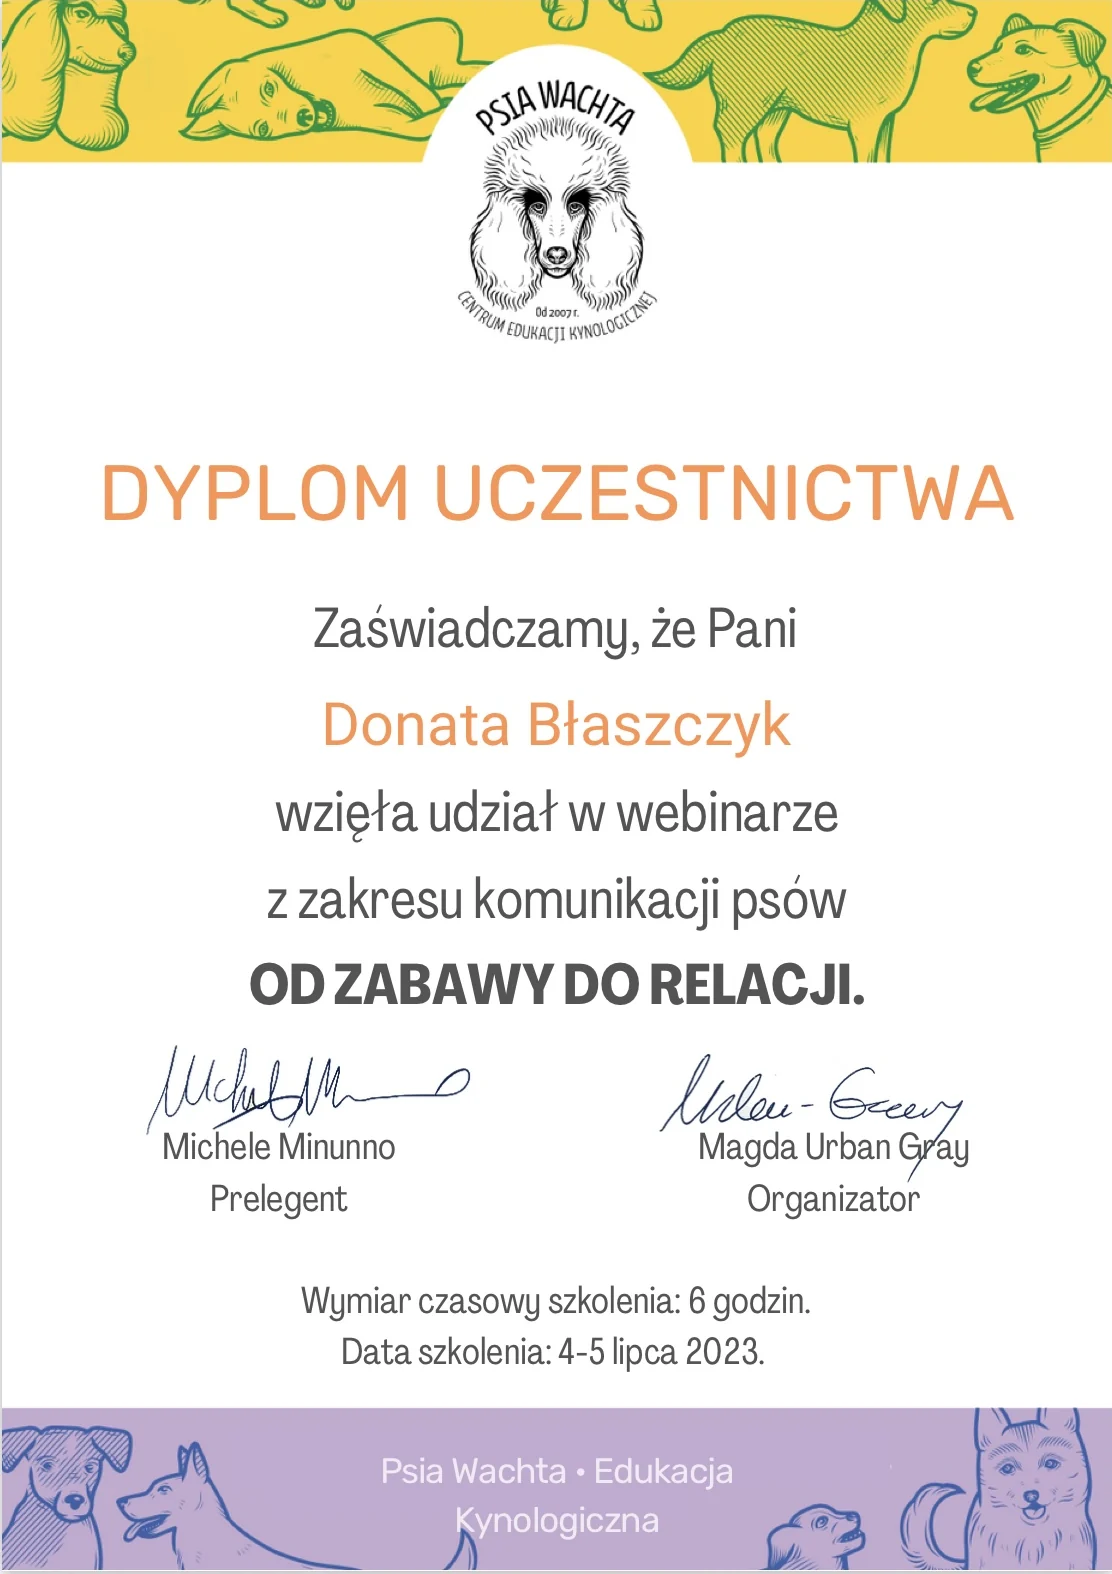 PSIA WACHTA
Od 2007 r.
CENTRUM EDUKACJI KYNOLOGICZNEJ
DYPLOM UCZESTNICTWA
Zaświadczamy, że Pani
Donata Błaszczyk
wzięła udział w webinarze
z zakresu komunikacji psów
OD ZABAWY DO RELACJI.
Michele Minunno
Prelegent
Magda Urban Gray
Organizator
Wymiar czasowy szkolenia: 6 godzin.
Data szkolenia: 4-5 lipca 2023.
Psia Wachta • Edukacja
Kynologiczna